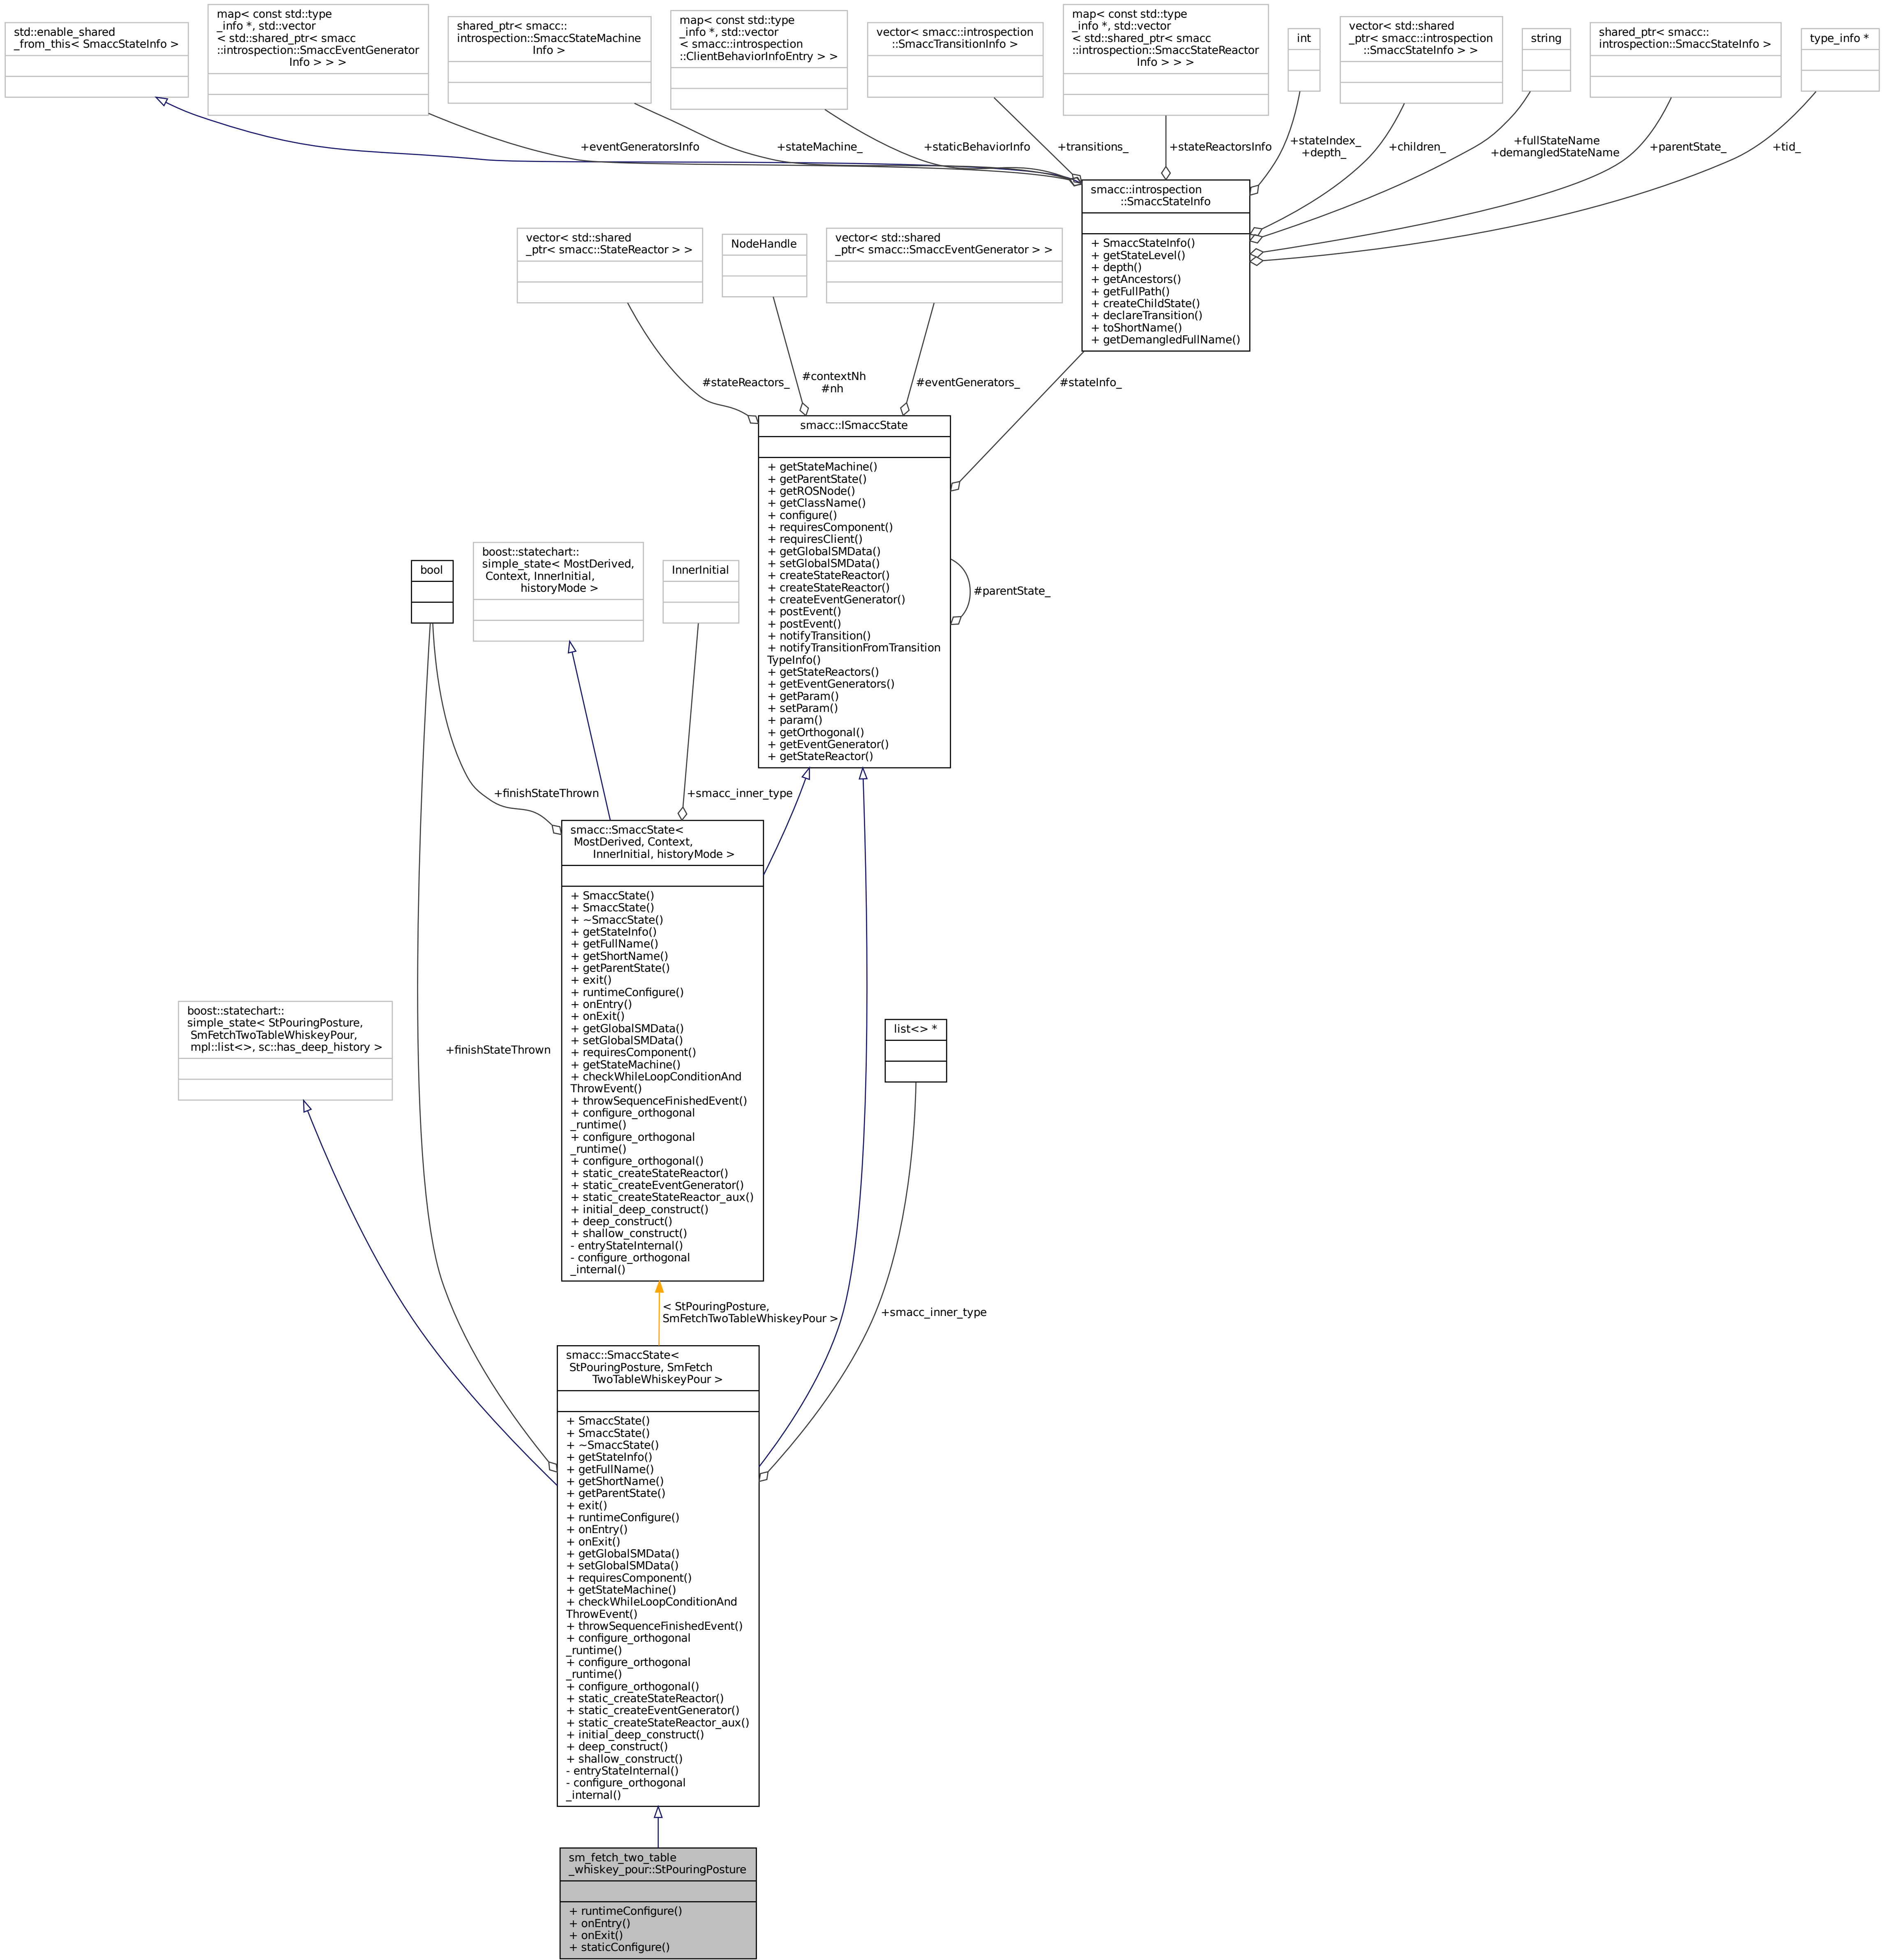 std::enable_shared
_from_this< SmaccStateInfo >
map< const std::type
_info *, std::vector
< std::shared_ptr< smacc
::introspection::SmaccEventGenerator
Info > > >
shared_ptr< smacc::
introspection::SmaccStateMachine
Info >
map< const std::type
_info *, std::vector
< smacc::introspection
::ClientBehaviorInfoEntry > >
vector< smacc::introspection
::SmaccTransitionInfo >
map< const std::type
_info *, std::vector
< std::shared_ptr< smacc
::introspection::SmaccStateReactor
Info > > >
int
vector< std::shared
_ptr< smacc::introspection
::SmaccStateInfo > >
string
shared_ptr< smacc::
introspection::SmaccStateInfo >
type_info *
+eventGeneratorsInfo
+stateMachine_
+staticBehaviorInfo
+transitions_
+stateReactorsInfo
+stateIndex_
+depth_
+children_
+fullStateName
+demangledStateName
+parentState_
+tid_
smacc::introspection
::SmaccStateInfo
+ SmaccStateInfo()
+ getStateLevel()
+ depth()
+ getAncestors()
+ getFullPath()
+ createChildState()
+ declareTransition()
+ toShortName()
+ getDemangledFullName()
vector< std::shared
_ptr< smacc::StateReactor > >
NodeHandle
vector< std::shared
_ptr< smacc::SmaccEventGenerator > >
#stateReactors_
#contextNh
#nh
#eventGenerators_
#stateInfo_
smacc::ISmaccState
+ getStateMachine()
+ getParentState()
+ getROSNode()
+ getClassName()
+ configure()
+ requiresComponent()
+ requiresClient()
+ getGlobalSMData()
+ setGlobalSMData()
+ createStateReactor()
+ createStateReactor()
+ createEventGenerator()
+ postEvent()
+ postEvent()
+ notifyTransition()
+ notifyTransitionFromTransition
TypeInfo()
+ getStateReactors()
+ getEventGenerators()
+ getParam()
+ setParam()
+ param()
+ getOrthogonal()
+ getEventGenerator()
+ getStateReactor()
#parentState_
bool
boost::statechart::
simple_state< MostDerived,
Context, InnerInitial,
historyMode >
InnerInitial
+finishStateThrown
+smacc_inner_type
smacc::SmaccState<
MostDerived, Context,
InnerInitial, historyMode >
+ SmaccState()
+ SmaccState()
+ ~SmaccState()
+ getStateInfo()
+ getFullName()
+ getShortName()
+ getParentState()
+ exit()
+ runtimeConfigure()
+ onEntry()
+ onExit()
+ getGlobalSMData()
+ setGlobalSMData()
+ requiresComponent()
+ getStateMachine()
+ checkWhileLoopConditionAnd
ThrowEvent()
+ throwSequenceFinishedEvent()
+ configure_orthogonal
_runtime()
+ configure_orthogonal
_runtime()
+ configure_orthogonal()
+ static_createStateReactor()
+ static_createEventGenerator()
+ static_createStateReactor_aux()
+ initial_deep_construct()
+ deep_construct()
+ shallow_construct()
- entryStateInternal()
- configure_orthogonal
_internal()
boost::statechart::
simple_state< StPouringPosture,
SmFetchTwoTableWhiskeyPour,
mpl::list<>, sc::has_deep_history >
+finishStateThrown
list<> *
< StPouringPosture,
SmFetchTwoTableWhiskeyPour >
+smacc_inner_type
smacc::SmaccState<
StPouringPosture, SmFetch
TwoTableWhiskeyPour >
+ SmaccState()
+ SmaccState()
+ ~SmaccState()
+ getStateInfo()
+ getFullName()
+ getShortName()
+ getParentState()
+ exit()
+ runtimeConfigure()
+ onEntry()
+ onExit()
+ getGlobalSMData()
+ setGlobalSMData()
+ requiresComponent()
+ getStateMachine()
+ checkWhileLoopConditionAnd
ThrowEvent()
+ throwSequenceFinishedEvent()
+ configure_orthogonal
_runtime()
+ configure_orthogonal
_runtime()
+ configure_orthogonal()
+ static_createStateReactor()
+ static_createEventGenerator()
+ static_createStateReactor_aux()
+ initial_deep_construct()
+ deep_construct()
+ shallow_construct()
- entryStateInternal()
- configure_orthogonal
_internal()
sm_fetch_two_table
_whiskey_pour::StPouringPosture
+ runtimeConfigure()
+ onEntry()
+ onExit()
+ staticConfigure()